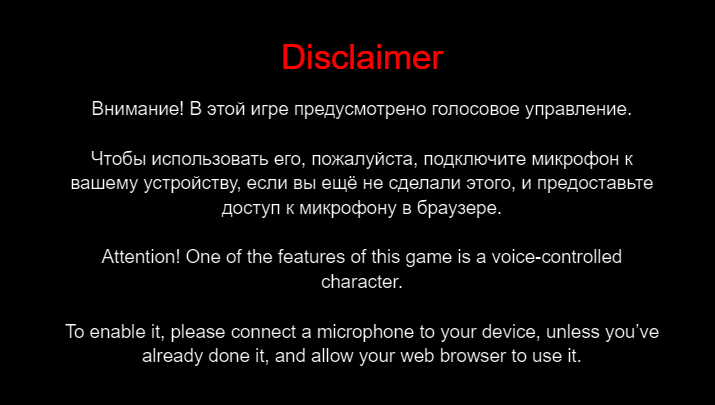 Disclaimer
Внимание! В этой игре предусмотрено голосовое управление.
Чтобы использовать его, пожалуйста, подключите микрофон к
вашему устройству, если вы ещё не сделали этого, и предоставьте
доступ к микрофону в браузере.
Attention! One of the features of this game is a voice-controlled
character.
To enable it, please connect a microphone to your device, unless you’ve
already done it, and allow your web browser to use it.